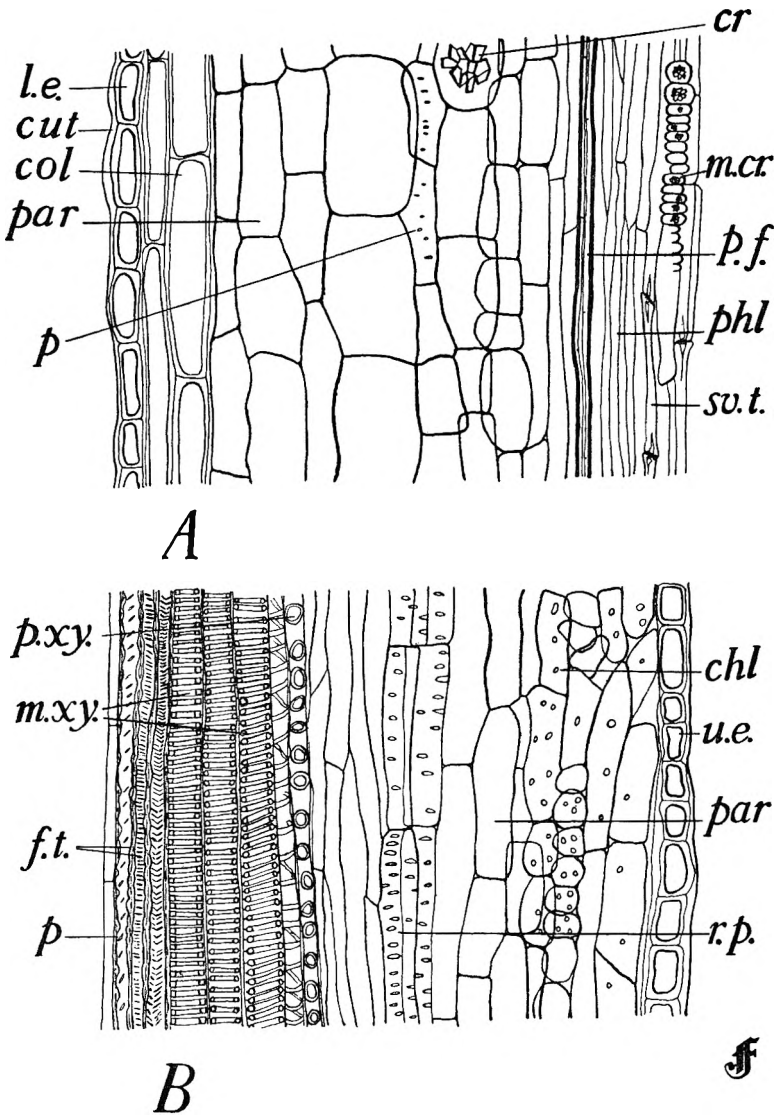 cr
l.e.
cut
col
par
m.cr.
p.f.
p
phl
sv.t.
A
p.xy.
chl
m.xy.
u.e.
par
f.t.
p
r.p.
B